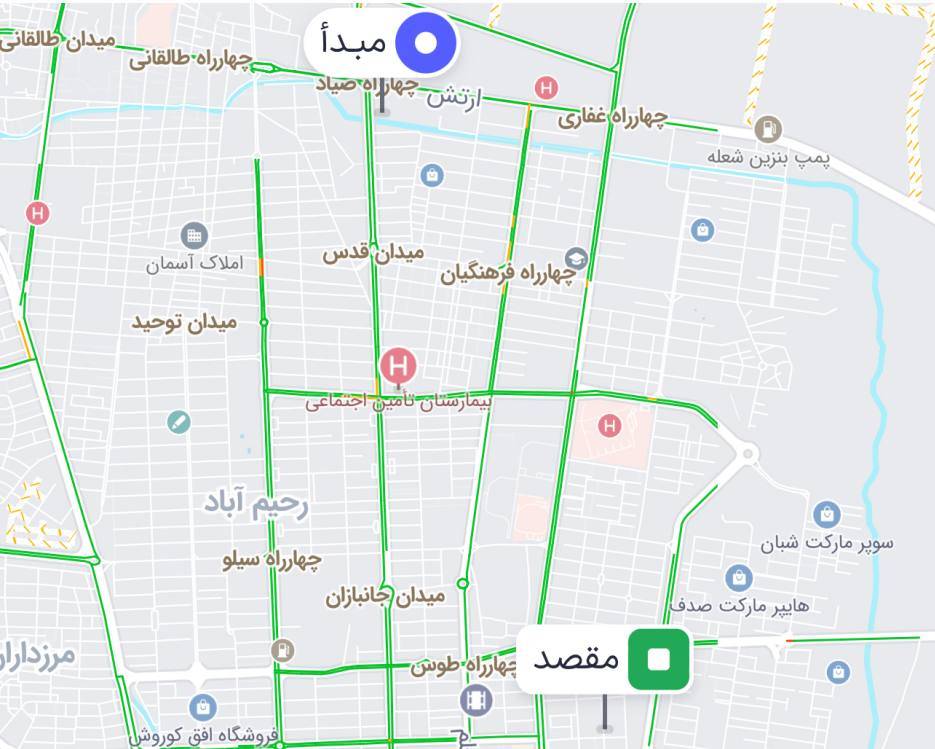 مبدأ
میدان طالقانی
چهارراه طالقانی
چهارراه صیاد
ارتش
چهارراه غفاری
پمپ بنزین شعله
میدان قدس
املاک آسمان
چهارراه فرهنگیان
میدان توحید
H
بیمارستان تأمین اجتماعی
رحیم آباد
سوپر مارکت شبان
چهارراه سیلو
میدان جانبازان
هایپر مارکت صدف
مقصد
چهارراه طوس
فروشگاه افق کوروش